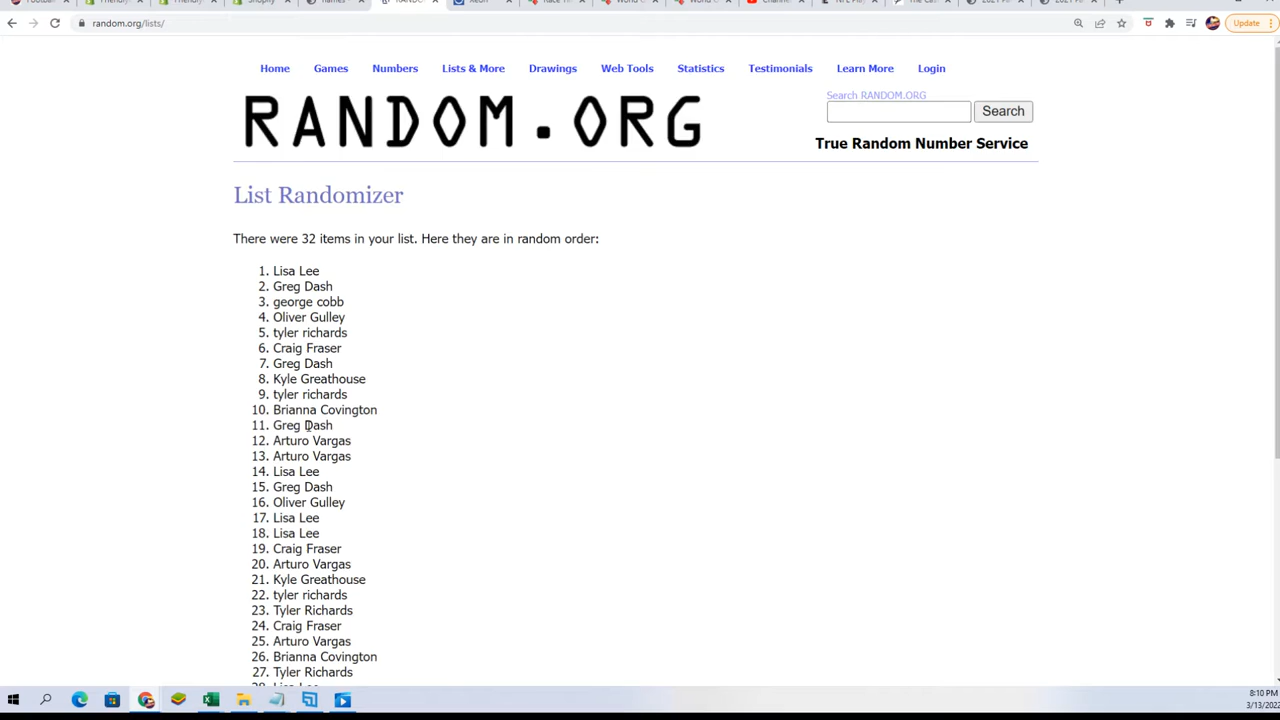 random.org/lists/
Update
Home Games Numbers Lists & More Drawings Web Tools Statistics Testimonials Learn More Login
RANDOM.ORG
Search RANDOM.ORG
Search
True Random Number Service
List Randomizer
There were 32 items in your list. Here they are in random order:
1. Lisa Lee
2. Greg Dash
3. george cobb
4. Oliver Gulley
5. tyler richards
6. Craig Fraser
7. Greg Dash
8. Kyle Greathouse
9. tyler richards
10. Brianna Covington
11. Greg Dash
12. Arturo Vargas
13. Arturo Vargas
14. Lisa Lee
15. Greg Dash
16. Oliver Gulley
17. Lisa Lee
18. Lisa Lee
19. Craig Fraser
20. Arturo Vargas
21. Kyle Greathouse
22. tyler richards
23. Tyler Richards
24. Craig Fraser
25. Arturo Vargas
26. Brianna Covington
27. Tyler Richards
28. Lisa Lee
8:10 PM
3/13/202